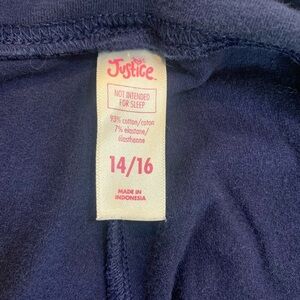 Justice
NOT INTENDED
FOR SLEEP
93% cotton/coton
7% elastane/
élasthanne
14/16
MADE IN
INDONESIA